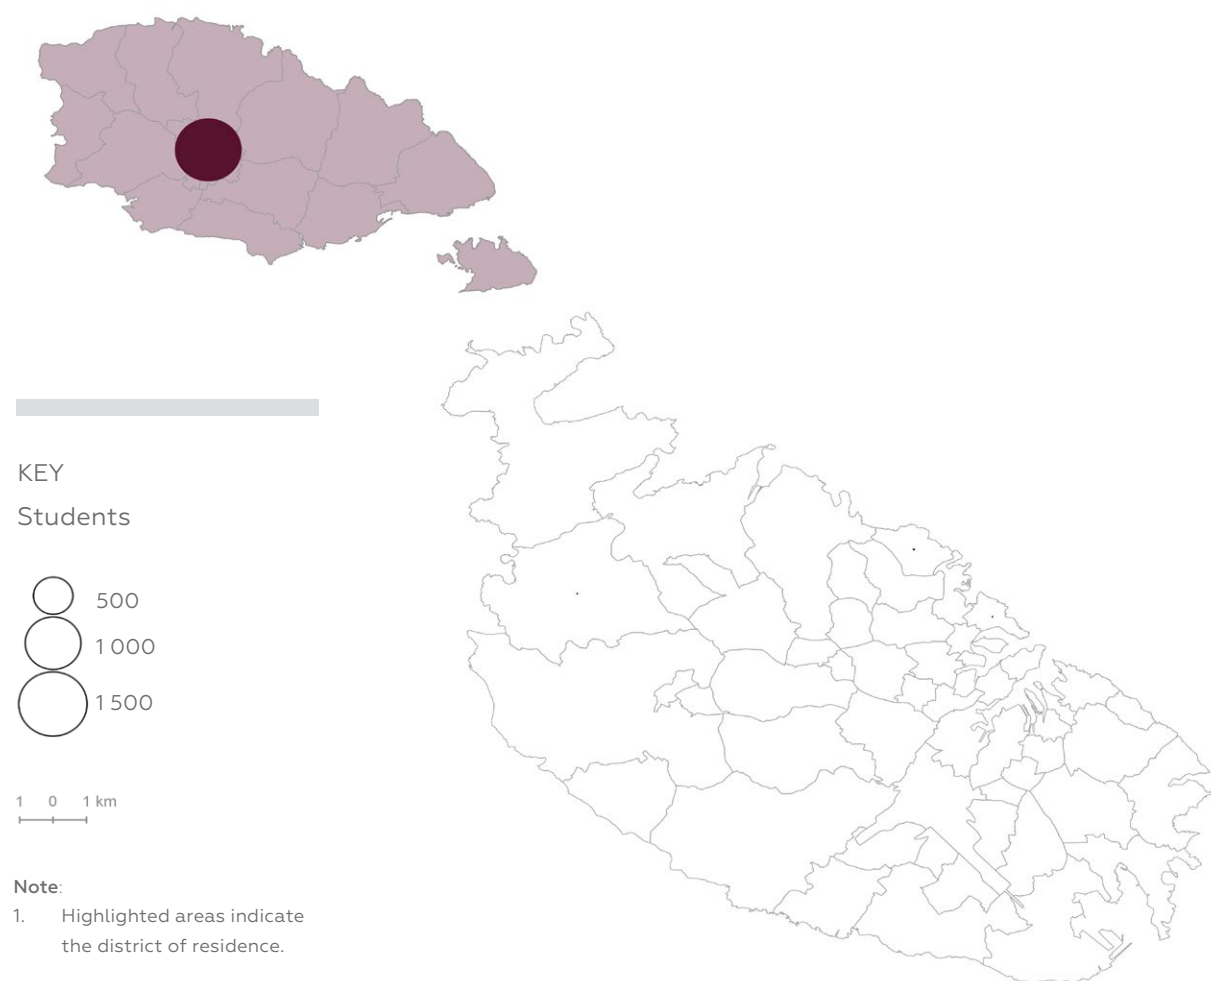 KEY
Students
500
1 000
1 500
1 0 1 km
Note:
1. Highlighted areas indicate
the district of residence.